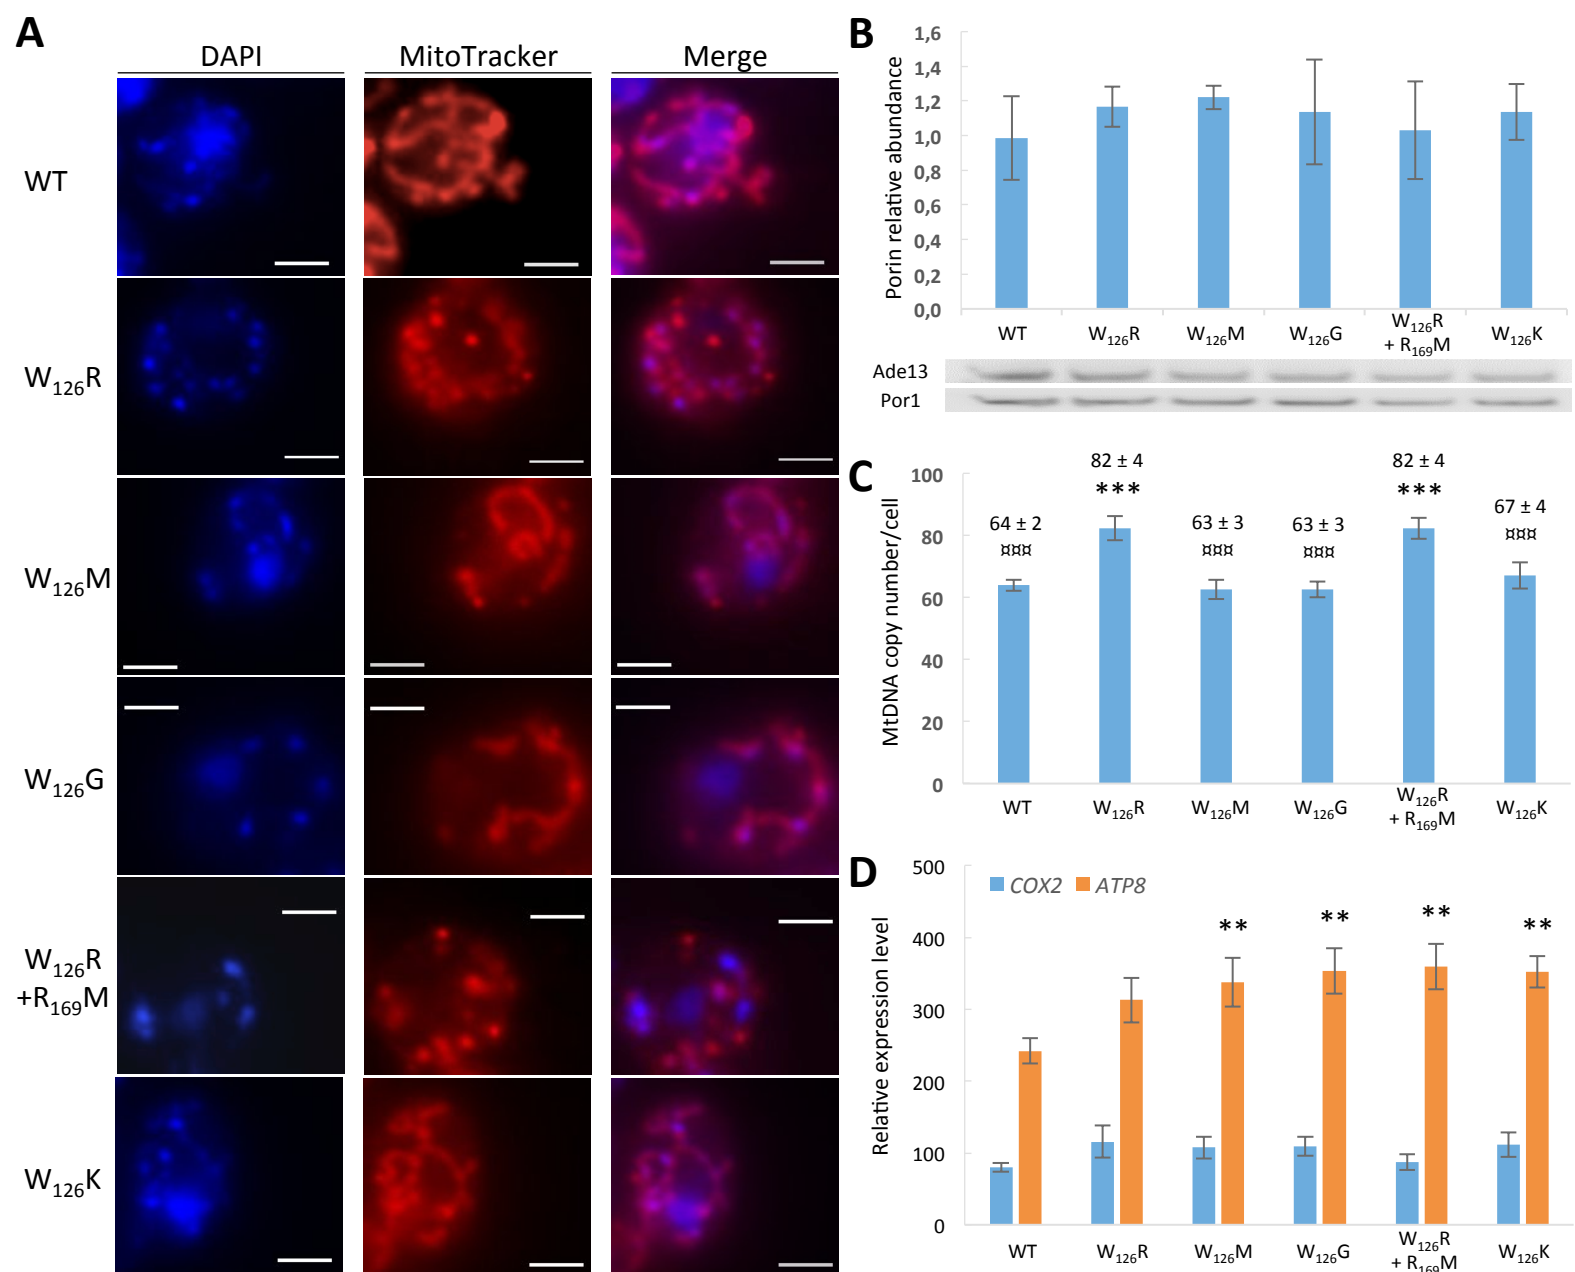 A
DAPI
MitoTracker
Merge
WT
W126R
W126M
W126G
W126R
+R169M
W126K
B
Porin relative abundance
1,6
1,4
1,2
1,0
0,8
0,6
0,4
0,2
0,0
WT
W126R
W126M
W126G
W126R
+ R169M
W126K
Ade13
Por1
C
MtDNA copy number/cell
100
80
60
40
20
0
64 ± 2
¤¤¤
82 ± 4
***
63 ± 3
¤¤¤
63 ± 3
¤¤¤
82 ± 4
***
67 ± 4
¤¤¤
WT
W126R
W126M
W126G
W126R
+ R169M
W126K
D
Relative expression level
500
400
300
200
100
0
COX2 ATP8
**
**
**
**
WT
W126R
W126M
W126G
W126R
+ R169M
W126K